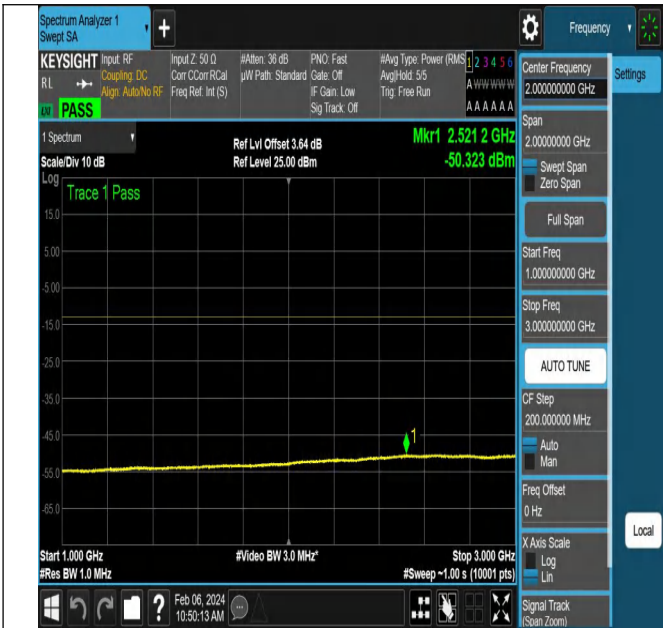 Spectrum Analyzer 1
Swept SA
+
Frequency
KEYSIGHT
RL
PASS
Input: RF
Coupling: DC
Align: Auto/No RF
Input Z: 50 Ω
Corr CCorr RCal
Freq Ref: Int (S)
#Atten: 36 dB
µW Path: Standard
PNO: Fast
Gate: Off
IF Gain: Low
Sig Track: Off
#Avg Type: Power (RMS
Avg|Hold: 5/5
Trig: Free Run
1 2 3 4 5 6
A W W W W W
A A A A A A
1 Spectrum
Scale/Div 10 dB
Log
Ref Lvl Offset 3.64 dB
Ref Level 25.00 dBm
Mkr1 2.521 2 GHz
-50.323 dBm
Trace 1 Pass
15.0
5.00
-5.00
-15.0
-25.0
-35.0
-45.0
-55.0
-65.0
1
Start 1.000 GHz
#Res BW 1.0 MHz
#Video BW 3.0 MHz*
Stop 3.000 GHz
#Sweep ~1.00 s (10001 pts)
?
Feb 06, 2024
10:50:13 AM
Center Frequency
2.000000000 GHz
Span
2.00000000 GHz
Swept Span
Zero Span
Full Span
Start Freq
1.000000000 GHz
Stop Freq
3.000000000 GHz
AUTO TUNE
CF Step
200.000000 MHz
Auto
Man
Freq Offset
0 Hz
X Axis Scale
Log
Lin
Signal Track
(Span Zoom)
Settings
Local